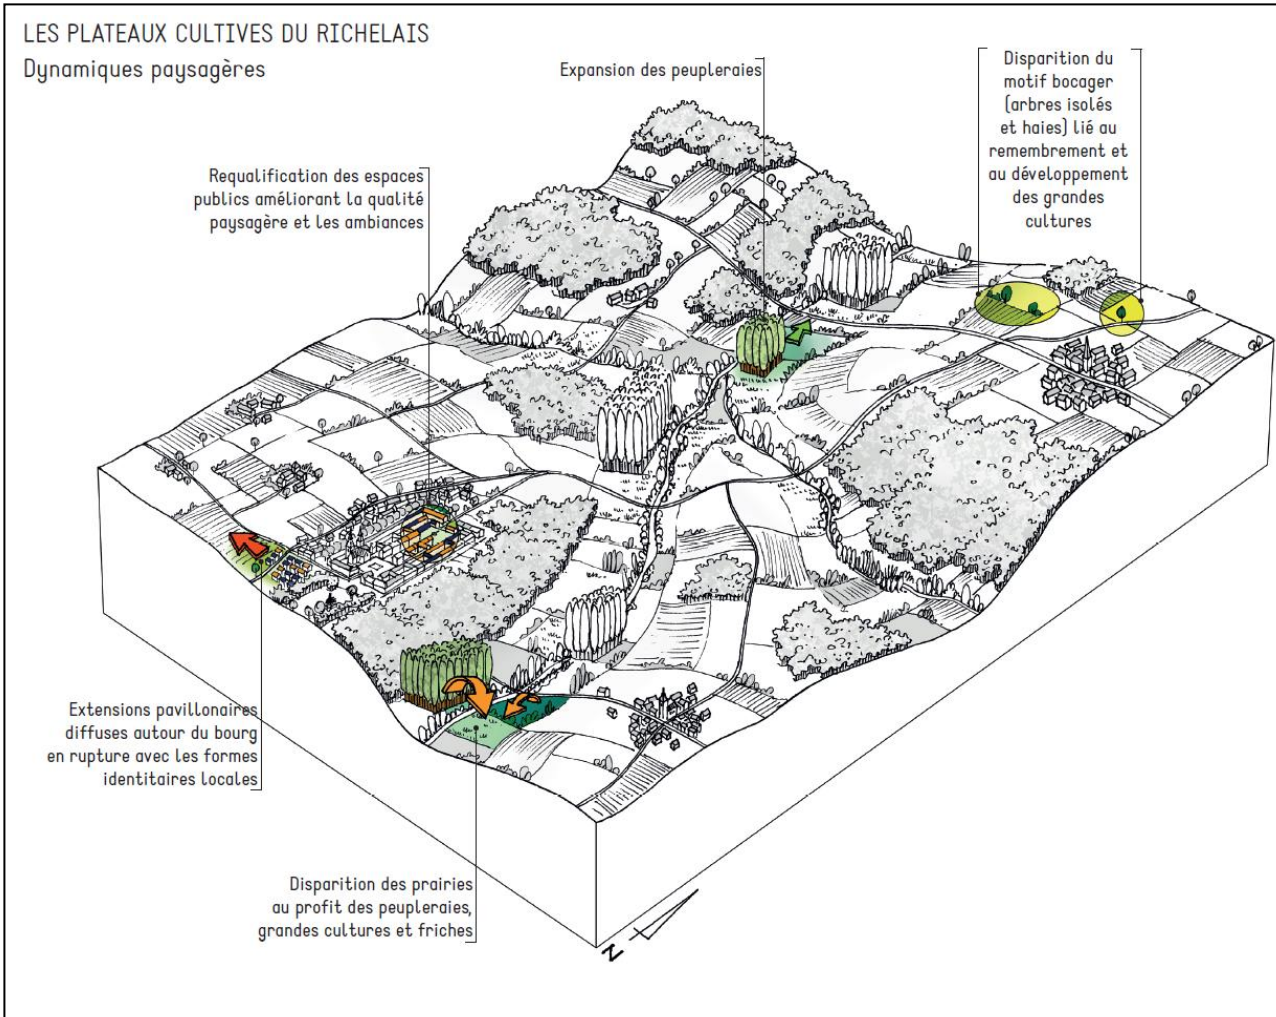 LES PLATEAUX CULTIVES DU RICHELAIS
Dynamiques paysagères
Expansion des peupleraies
Disparition du
motif bocager
(arbres isolés
et haies) lié au
remembrement et
au développement
des grandes
cultures
Requalification des espaces
publics améliorant la qualité
paysagère et les ambiances
Extensions pavillonaires
diffuses autour du bourg
en rupture avec les formes
identitaires locales
Disparition des prairies
au profit des peupleraies,
grandes cultures et friches
N